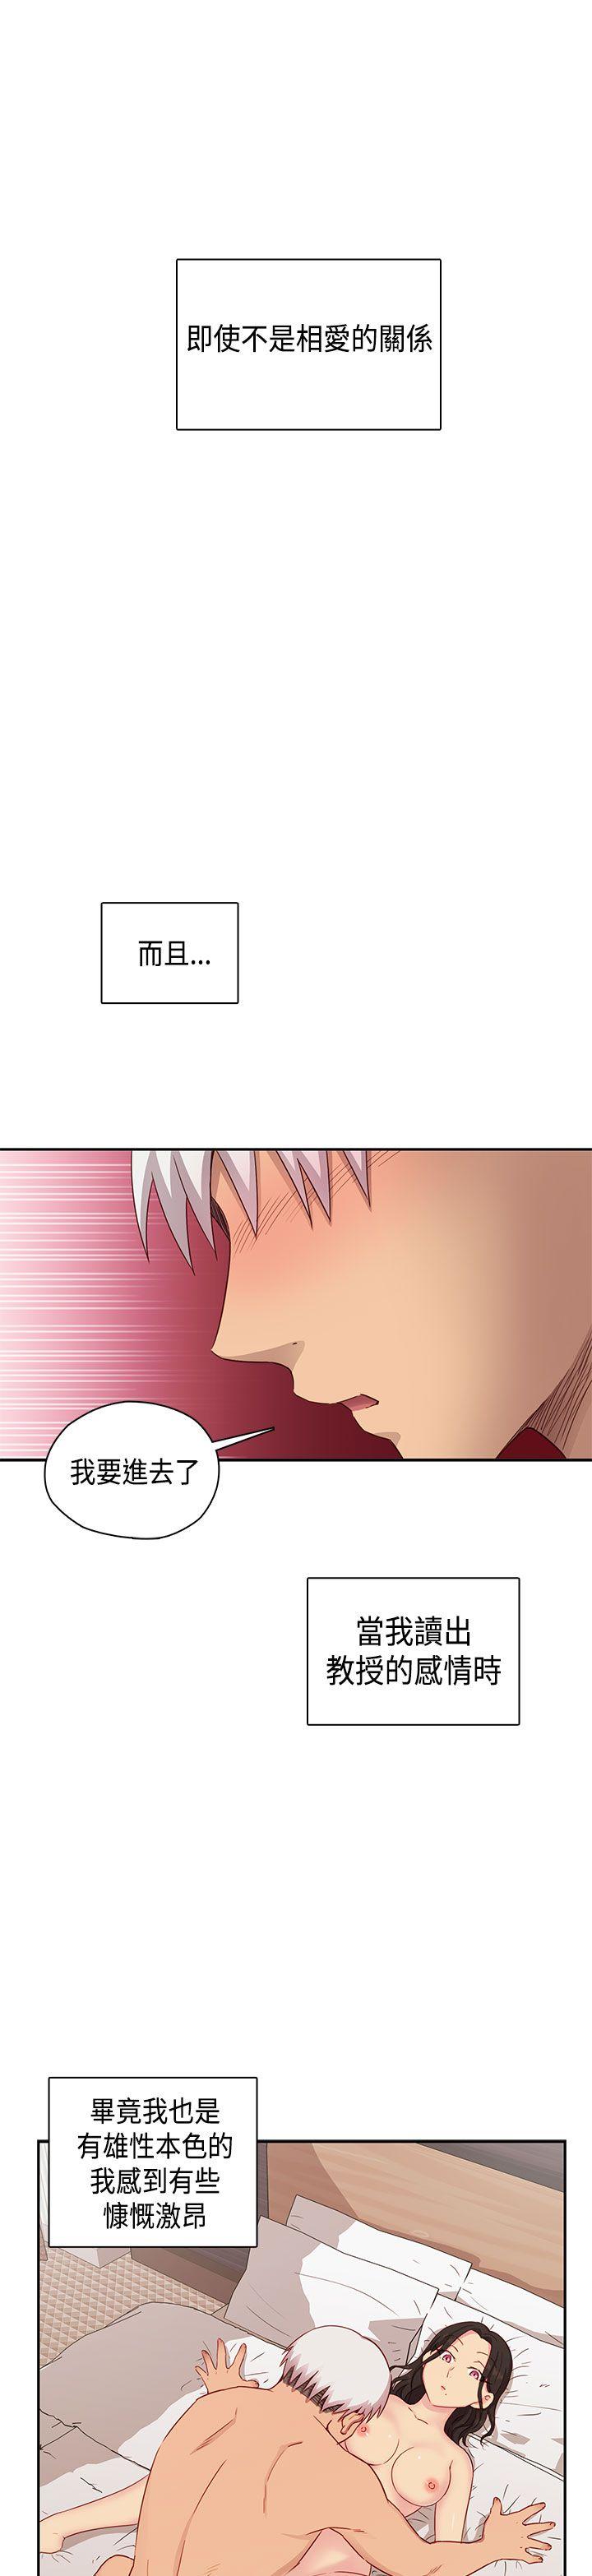 即使不是相愛的關係
而且...
我要進去了
當我讀出
教授的感情時
畢竟我也是
有雄性本色的
我感到有些
慷慨激昂